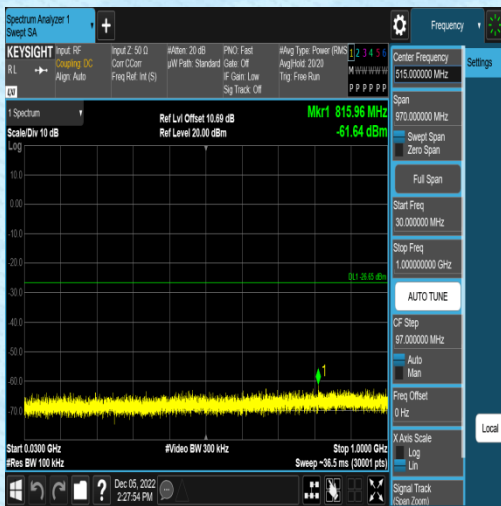 Spectrum Analyzer 1
Swept SA
Frequency
KEYSIGHT
RL
LXI
Input: RF
Coupling: DC
Align: Auto
Input Z: 50 Ω
Corr CCorr
Freq Ref: Int (S)
#Atten: 20 dB
µW Path: Standard
PNO: Fast
Gate: Off
IF Gain: Low
Sig Track: Off
#Avg Type: Power (RMS
Avg|Hold: 20/20
Trig: Free Run
1 2 3 4 5 6
M W W W W W
P P P P P P
Settings
1 Spectrum
Scale/Div 10 dB
Log
Ref Lvl Offset 10.69 dB
Ref Level 20.00 dBm
Mkr1 815.96 MHz
-61.64 dBm
10.0
0.00
-10.0
-20.0
DL1 -26.65 dBm
-30.0
-40.0
-50.0
-60.0
-70.0
1
Start 0.0300 GHz
#Res BW 100 kHz
#Video BW 300 kHz
Stop 1.0000 GHz
Sweep ~36.5 ms (30001 pts)
Center Frequency
515.000000 MHz
Span
970.000000 MHz
Swept Span
Zero Span
Full Span
Start Freq
30.000000 MHz
Stop Freq
1.000000000 GHz
AUTO TUNE
CF Step
97.000000 MHz
Auto
Man
Freq Offset
0 Hz
X Axis Scale
Log
Lin
Signal Track
(Span Zoom)
Local
?
Dec 05, 2022
2:27:54 PM